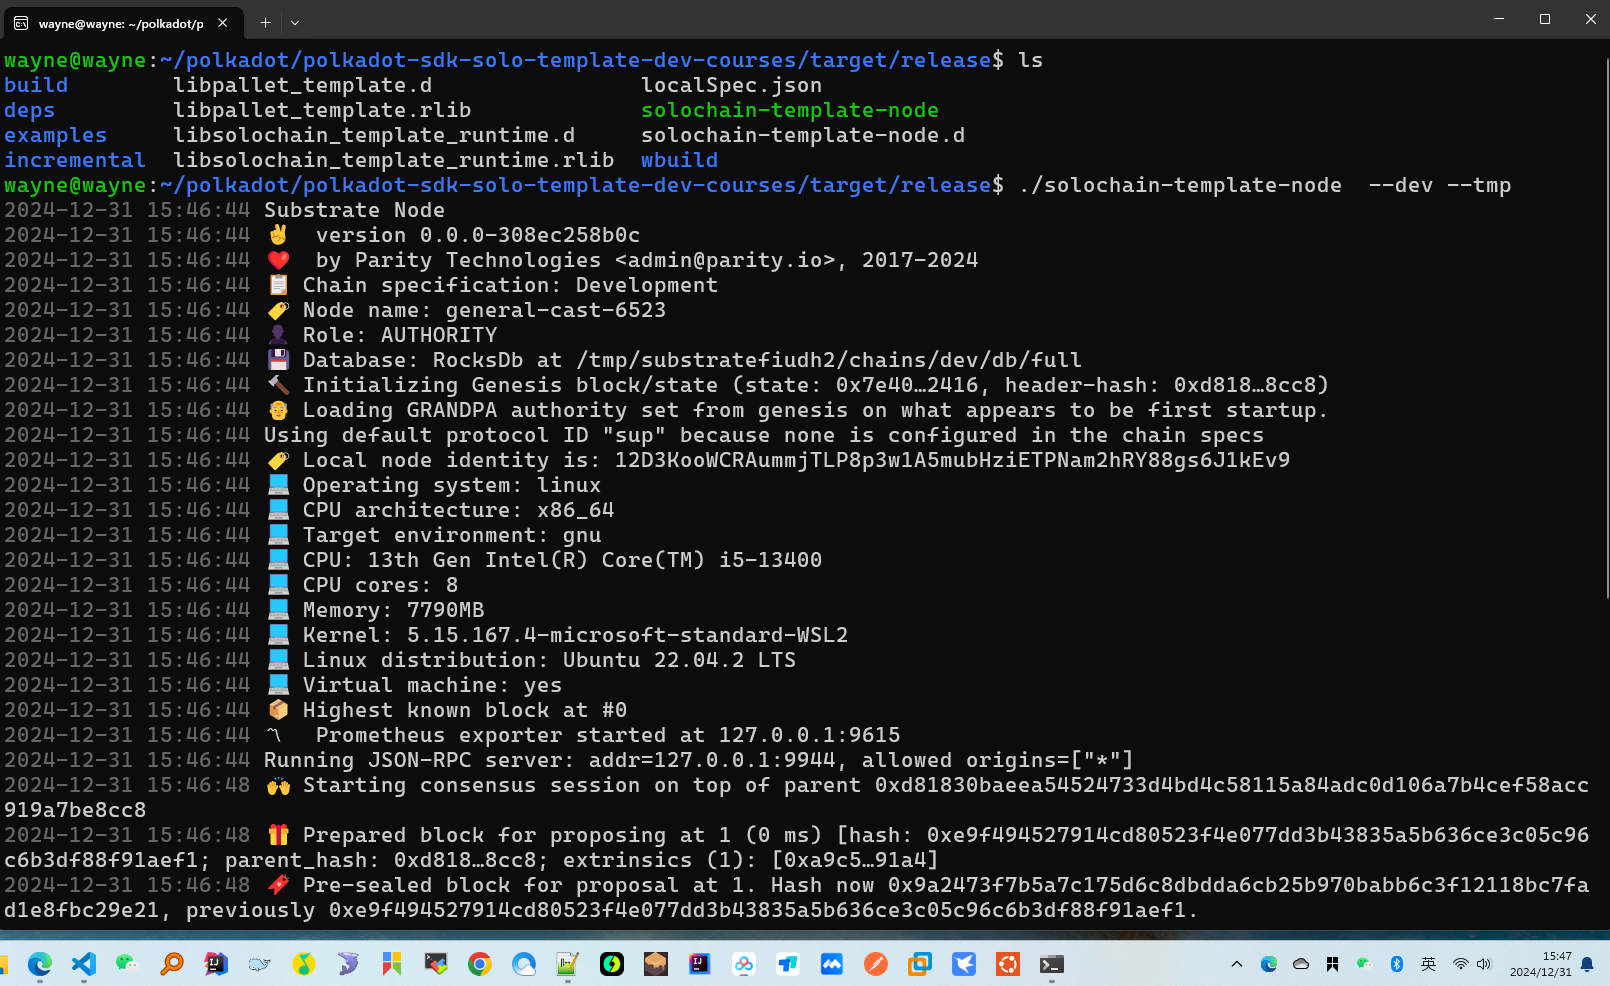 wayne@wayne: ~/polkadot/p
wayne@wayne:~/polkadot/polkadot-sdk-solo-template-dev-courses/target/release$ ls
build libpallet_template.d localSpec.json
deps libpallet_template.rlib solochain-template-node
examples libsolochain_template_runtime.d solochain-template-node.d
incremental libsolochain_template_runtime.rlib wbuild
wayne@wayne:~/polkadot/polkadot-sdk-solo-template-dev-courses/target/release$ ./solochain-template-node --dev --tmp
2024-12-31 15:46:44 Substrate Node
2024-12-31 15:46:44 ✌️ version 0.0.0-308ec258b0c
2024-12-31 15:46:44 ❤️ by Parity Technologies <admin@parity.io>, 2017-2024
2024-12-31 15:46:44 📋 Chain specification: Development
2024-12-31 15:46:44 🏷 Node name: general-cast-6523
2024-12-31 15:46:44 👤 Role: AUTHORITY
2024-12-31 15:46:44 💾 Database: RocksDb at /tmp/substratefiudh2/chains/dev/db/full
2024-12-31 15:46:44 🔨 Initializing Genesis block/state (state: 0x7e40…2416, header-hash: 0xd818…8cc8)
2024-12-31 15:46:44 👴 Loading GRANDPA authority set from genesis on what appears to be first startup.
2024-12-31 15:46:44 Using default protocol ID "sup" because none is configured in the chain specs
2024-12-31 15:46:44 🏷 Local node identity is: 12D3KooWCRAummjTLP8p3w1A5mubHziETPNam2hRY88gs6J1kEv9
2024-12-31 15:46:44 💻 Operating system: linux
2024-12-31 15:46:44 💻 CPU architecture: x86_64
2024-12-31 15:46:44 💻 Target environment: gnu
2024-12-31 15:46:44 💻 CPU: 13th Gen Intel(R) Core(TM) i5-13400
2024-12-31 15:46:44 💻 CPU cores: 8
2024-12-31 15:46:44 💻 Memory: 7790MB
2024-12-31 15:46:44 💻 Kernel: 5.15.167.4-microsoft-standard-WSL2
2024-12-31 15:46:44 💻 Linux distribution: Ubuntu 22.04.2 LTS
2024-12-31 15:46:44 💻 Virtual machine: yes
2024-12-31 15:46:44 📦 Highest known block at #0
2024-12-31 15:46:44 〽️ Prometheus exporter started at 127.0.0.1:9615
2024-12-31 15:46:44 Running JSON-RPC server: addr=127.0.0.1:9944, allowed origins=["*"]
2024-12-31 15:46:48 🙌 Starting consensus session on top of parent 0xd81830baeea54524733d4bd4c58115a84adc0d106a7b4cef58acc
919a7be8cc8
2024-12-31 15:46:48 🎁 Prepared block for proposing at 1 (0 ms) [hash: 0xe9f494527914cd80523f4e077dd3b43835a5b636ce3c05c96
c6b3df88f91aef1; parent_hash: 0xd818…8cc8; extrinsics (1): [0xa9c5…91a4]
2024-12-31 15:46:48 🔖 Pre-sealed block for proposal at 1. Hash now 0x9a2473f7b5a7c175d6c8dbdda6cb25b970babb6c3f12118bc7fa
d1e8fbc29e21, previously 0xe9f494527914cd80523f4e077dd3b43835a5b636ce3c05c96c6b3df88f91aef1.
英
15:47
2024/12/31